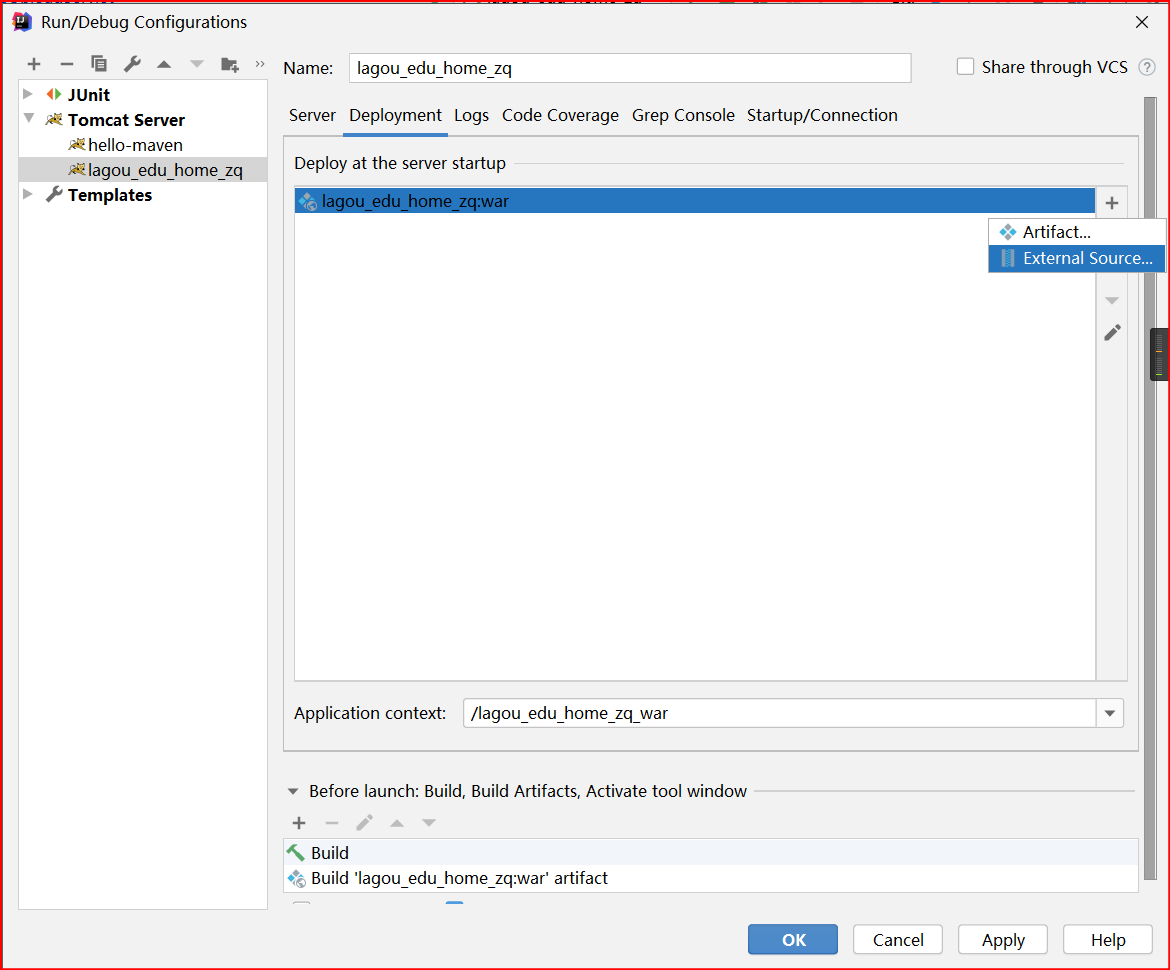 Run/Debug Configurations
Name: lagou_edu_home_zq Share through VCS ?
JUnit
Tomcat Server
hello-maven
lagou_edu_home_zq
Templates
Server Deployment Logs Code Coverage Grep Console Startup/Connection
Deploy at the server startup
lagou_edu_home_zq:war
Artifact...
External Source...
Application context: /lagou_edu_home_zq_war
Before launch: Build, Build Artifacts, Activate tool window
Build
Build 'lagou_edu_home_zq:war' artifact
OK Cancel Apply Help